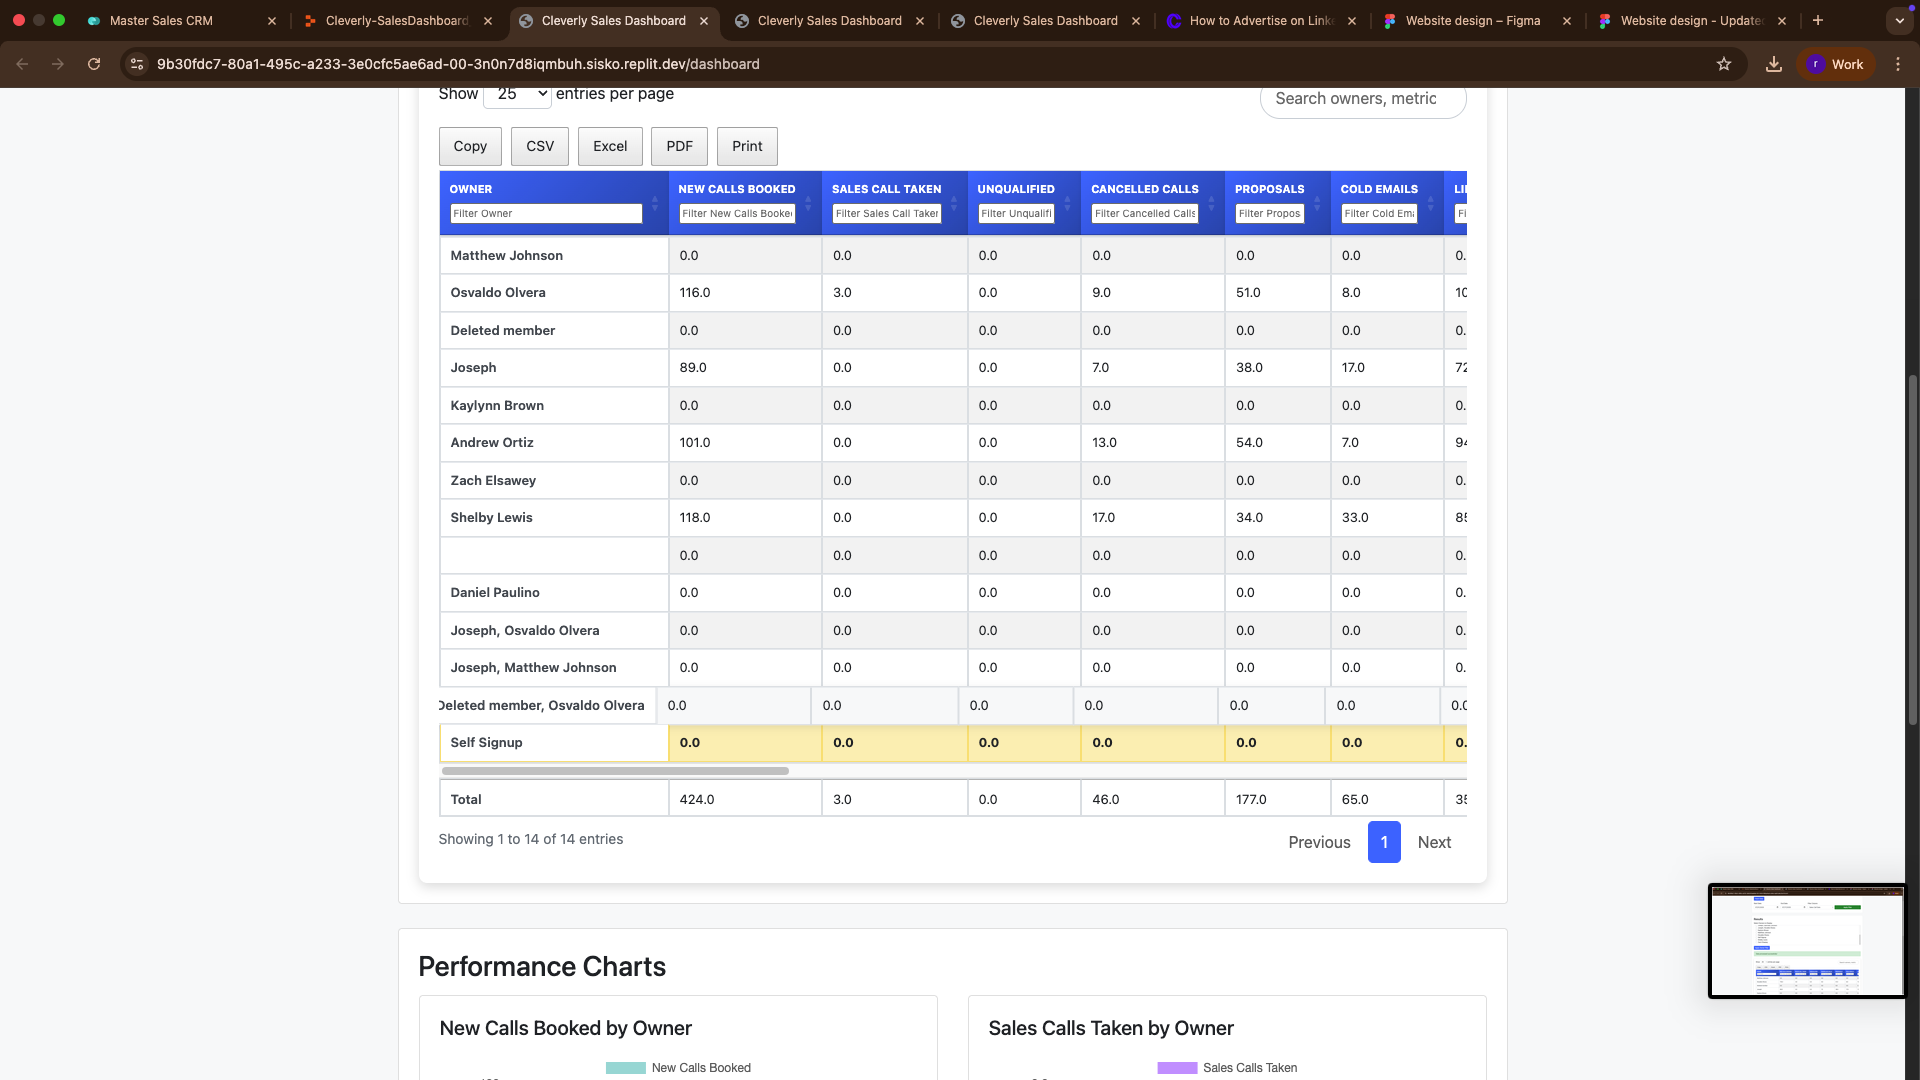 Master Sales CRM
Cleverly-SalesDashboard
Cleverly Sales Dashboard
Cleverly Sales Dashboard
Cleverly Sales Dashboard
How to Advertise on Linke
Website design – Figma
Website design - Updated
9b30fdc7-80a1-495c-a233-3e0cfc5ae6ad-00-3n0n7d8iqmbuh.sisko.replit.dev/dashboard
r Work
Show 25 entries per page
Search owners, metric
Copy CSV Excel PDF Print
OWNER NEW CALLS BOOKED SALES CALL TAKEN UNQUALIFIED CANCELLED CALLS PROPOSALS COLD EMAILS LI
Filter Owner Filter New Calls Booked Filter Sales Call Taken Filter Unqualifi Filter Cancelled Calls Filter Propos Filter Cold Ema Fi
Matthew Johnson 0.0 0.0 0.0 0.0 0.0 0.0 0.
Osvaldo Olvera 116.0 3.0 0.0 9.0 51.0 8.0 10
Deleted member 0.0 0.0 0.0 0.0 0.0 0.0 0.
Joseph 89.0 0.0 0.0 7.0 38.0 17.0 72
Kaylynn Brown 0.0 0.0 0.0 0.0 0.0 0.0 0.
Andrew Ortiz 101.0 0.0 0.0 13.0 54.0 7.0 94
Zach Elsawey 0.0 0.0 0.0 0.0 0.0 0.0 0.
Shelby Lewis 118.0 0.0 0.0 17.0 34.0 33.0 85
0.0 0.0 0.0 0.0 0.0 0.0 0.
Daniel Paulino 0.0 0.0 0.0 0.0 0.0 0.0 0.
Joseph, Osvaldo Olvera 0.0 0.0 0.0 0.0 0.0 0.0 0.
Joseph, Matthew Johnson 0.0 0.0 0.0 0.0 0.0 0.0 0.
Deleted member, Osvaldo Olvera 0.0 0.0 0.0 0.0 0.0 0.0 0.0
Self Signup 0.0 0.0 0.0 0.0 0.0 0.0 0.
Total 424.0 3.0 0.0 46.0 177.0 65.0 35
Showing 1 to 14 of 14 entries
Previous 1 Next
Performance Charts
New Calls Booked by Owner
New Calls Booked
Sales Calls Taken by Owner
Sales Calls Taken